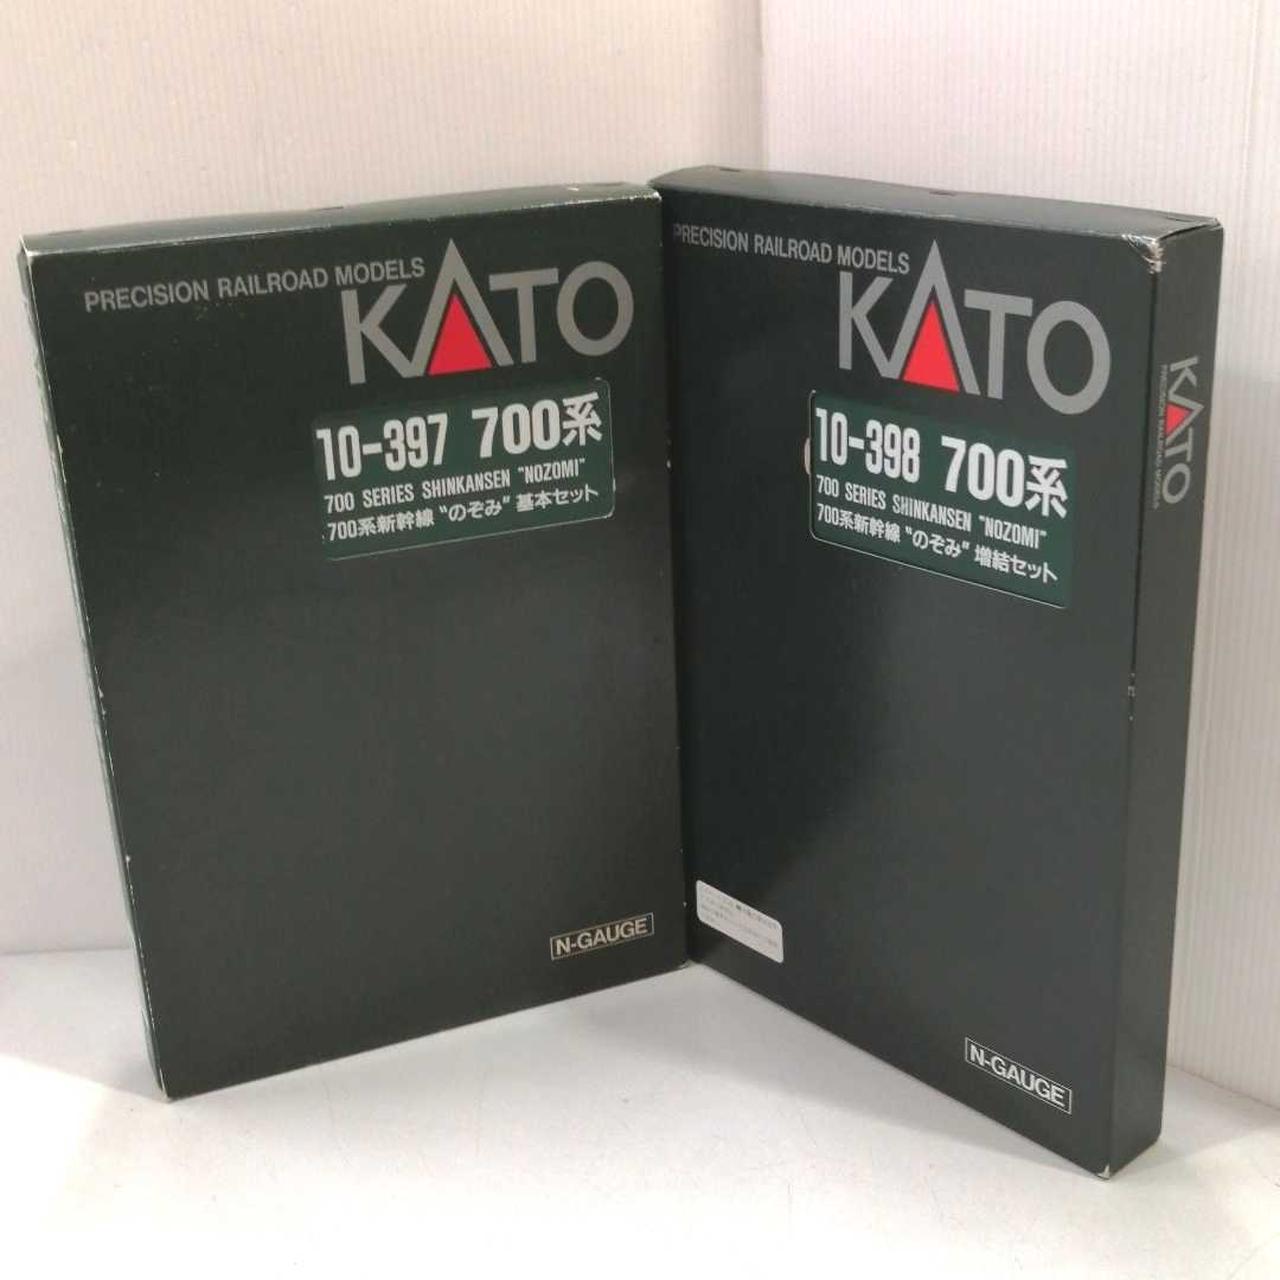 PRECISION RAILROAD MODELS
KATO
10-397 700系
700 SERIES SHINKANSEN "NOZOMI"
700系新幹線 "のぞみ" 基本セット
N-GAUGE
PRECISION RAILROAD MODELS
KATO
10-398 700系
700 SERIES SHINKANSEN "NOZOMI"
700系新幹線 "のぞみ" 増結セット
N-GAUGE
KATO
PRECISION RAILROAD MODELS